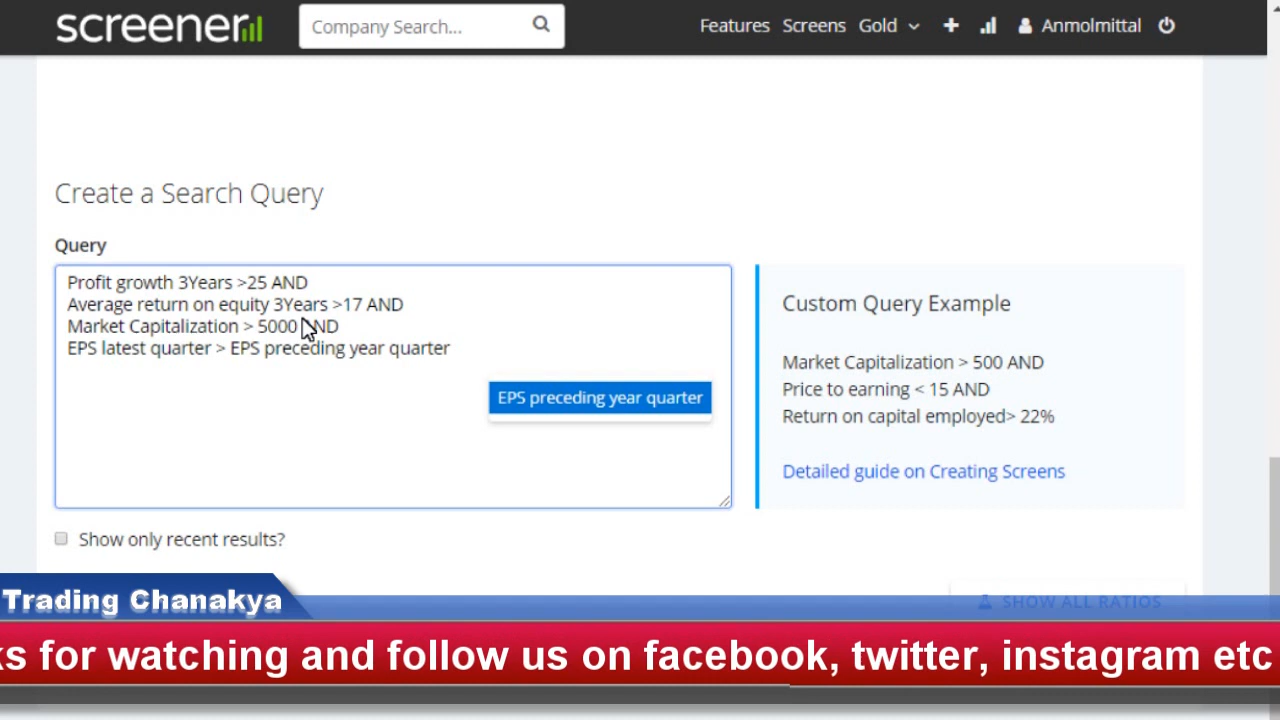 screener
Company Search...
Features Screens Gold Anmolmittal
Create a Search Query
Query
Profit growth 3Years >25 AND
Average return on equity 3Years >17 AND
Market Capitalization > 5000 AND
EPS latest quarter > EPS preceding year quarter
EPS preceding year quarter
Custom Query Example
Market Capitalization > 500 AND
Price to earning < 15 AND
Return on capital employed> 22%
Detailed guide on Creating Screens
Show only recent results?
SHOW ALL RATIOS
Trading Chanakya
ks for watching and follow us on facebook, twitter, instagram etc